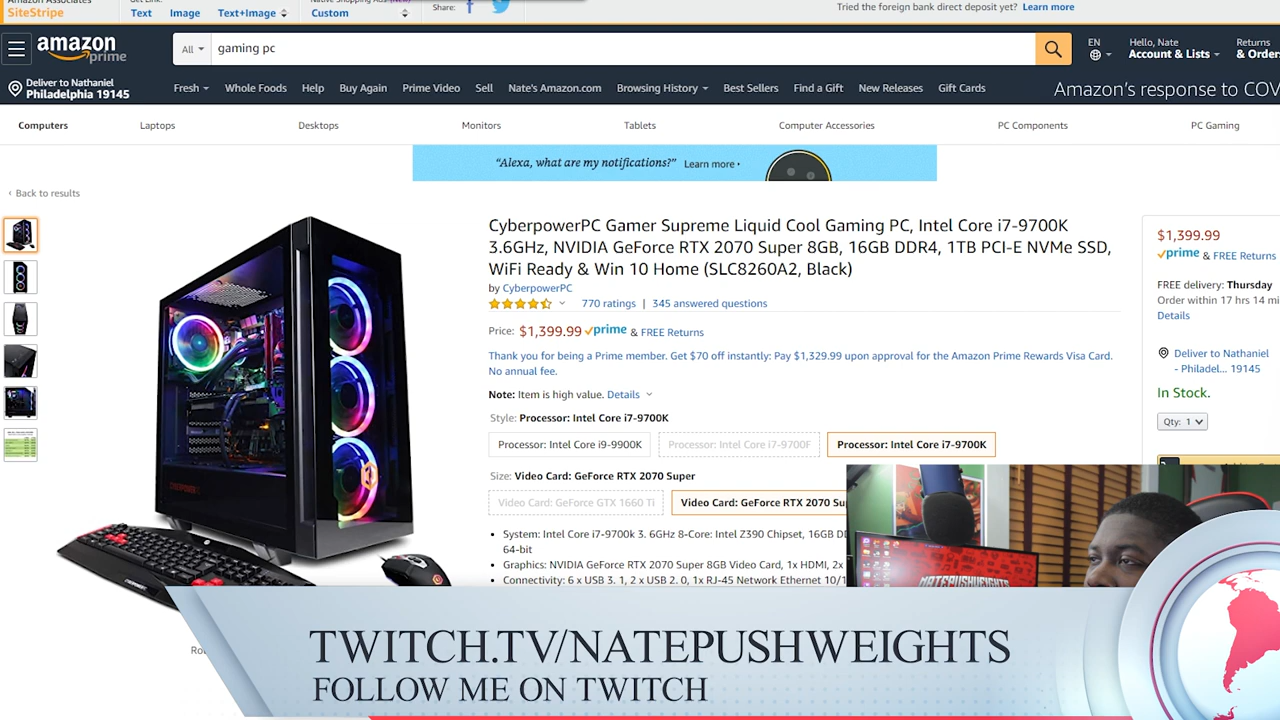 Amazon Associates
SiteStripe
Get Link:
Text
Image
Text+Image
Custom
Share:
Tried the foreign bank direct deposit yet? Learn more
amazon
prime
All
gaming pc
EN
Hello, Nate
Account & Lists
Returns
& Order
Deliver to Nathaniel
Philadelphia 19145
Fresh
Whole Foods
Help
Buy Again
Prime Video
Sell
Nate's Amazon.com
Browsing History
Best Sellers
Find a Gift
New Releases
Gift Cards
Amazon's response to COV
Computers
Laptops
Desktops
Monitors
Tablets
Computer Accessories
PC Components
PC Gaming
“Alexa, what are my notifications?” Learn more ›
‹ Back to results
CyberpowerPC Gamer Supreme Liquid Cool Gaming PC, Intel Core i7-9700K
3.6GHz, NVIDIA GeForce RTX 2070 Super 8GB, 16GB DDR4, 1TB PCI-E NVMe SSD,
WiFi Ready & Win 10 Home (SLC8260A2, Black)
by CyberpowerPC
770 ratings | 345 answered questions
Price: $1,399.99 prime & FREE Returns
Thank you for being a Prime member. Get $70 off instantly: Pay $1,329.99 upon approval for the Amazon Prime Rewards Visa Card.
No annual fee.
Note: Item is high value. Details
Style: Processor: Intel Core i7-9700K
Processor: Intel Core i9-9900K
Processor: Intel Core i7-9700F
Processor: Intel Core i7-9700K
Size: Video Card: GeForce RTX 2070 Super
Video Card: GeForce GTX 1660 Ti
Video Card: GeForce RTX 2070 Su
• System: Intel Core i7-9700k 3. 6GHz 8-Core: Intel Z390 Chipset, 16GB DD
64-bit
• Graphics: NVIDIA GeForce RTX 2070 Super 8GB Video Card, 1x HDMI, 2x
• Connectivity: 6 x USB 3. 1, 2 x USB 2. 0, 1x RJ-45 Network Ethernet 10/1
$1,399.99
prime & FREE Returns
FREE delivery: Thursday
Order within 17 hrs 14 mi
Details
Deliver to Nathaniel
- Philadel... 19145
In Stock.
Qty: 1
NATEPUSHWEIGHTS
Ro
TWITCH.TV/NATEPUSHWEIGHTS
FOLLOW ME ON TWITCH